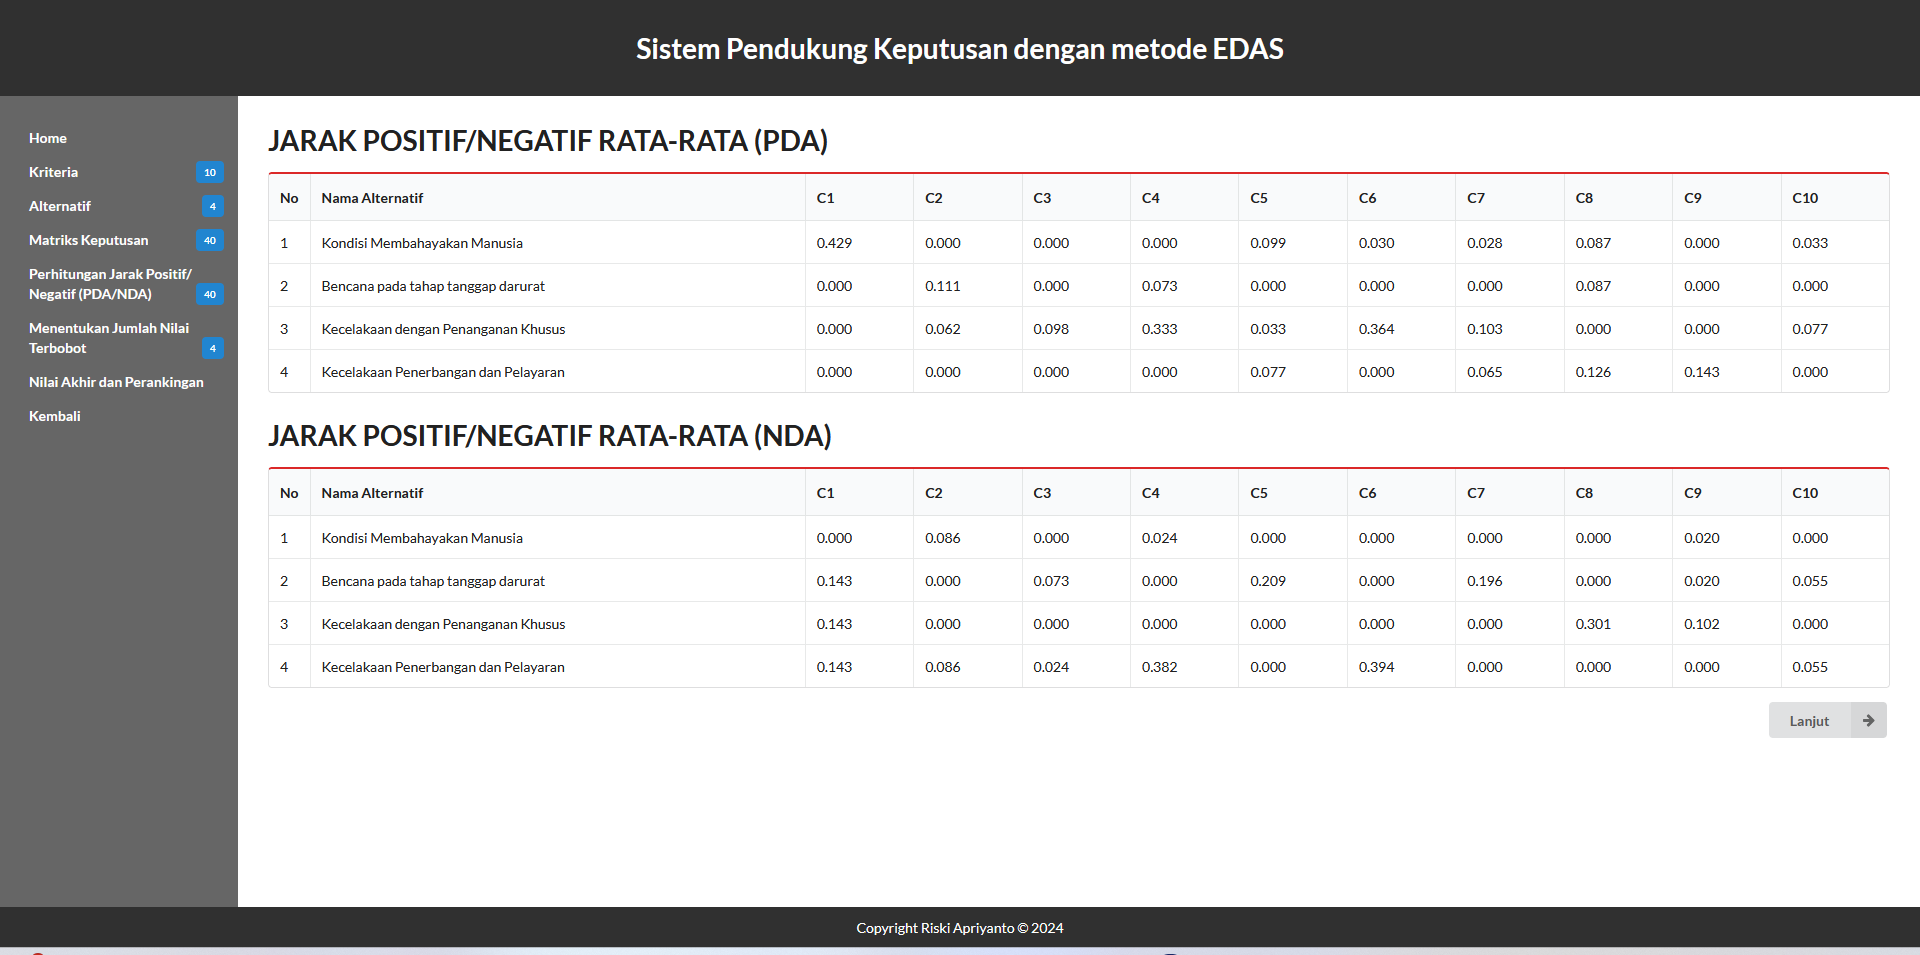 Sistem Pendukung Keputusan dengan metode EDAS
Home
Kriteria 10
Alternatif 4
Matriks Keputusan 40
Perhitungan Jarak Positif/
Negatif (PDA/NDA) 40
Menentukan Jumlah Nilai
Terbobot 4
Nilai Akhir dan Perankingan
Kembali
JARAK POSITIF/NEGATIF RATA-RATA (PDA)
No Nama Alternatif C1 C2 C3 C4 C5 C6 C7 C8 C9 C10
1 Kondisi Membahayakan Manusia 0.429 0.000 0.000 0.000 0.099 0.030 0.028 0.087 0.000 0.033
2 Bencana pada tahap tanggap darurat 0.000 0.111 0.000 0.073 0.000 0.000 0.000 0.087 0.000 0.000
3 Kecelakaan dengan Penanganan Khusus 0.000 0.062 0.098 0.333 0.033 0.364 0.103 0.000 0.000 0.077
4 Kecelakaan Penerbangan dan Pelayaran 0.000 0.000 0.000 0.000 0.077 0.000 0.065 0.126 0.143 0.000
JARAK POSITIF/NEGATIF RATA-RATA (NDA)
No Nama Alternatif C1 C2 C3 C4 C5 C6 C7 C8 C9 C10
1 Kondisi Membahayakan Manusia 0.000 0.086 0.000 0.024 0.000 0.000 0.000 0.000 0.020 0.000
2 Bencana pada tahap tanggap darurat 0.143 0.000 0.073 0.000 0.209 0.000 0.196 0.000 0.020 0.055
3 Kecelakaan dengan Penanganan Khusus 0.143 0.000 0.000 0.000 0.000 0.000 0.000 0.301 0.102 0.000
4 Kecelakaan Penerbangan dan Pelayaran 0.143 0.086 0.024 0.382 0.000 0.394 0.000 0.000 0.000 0.055
Lanjut
Copyright Riski Apriyanto © 2024